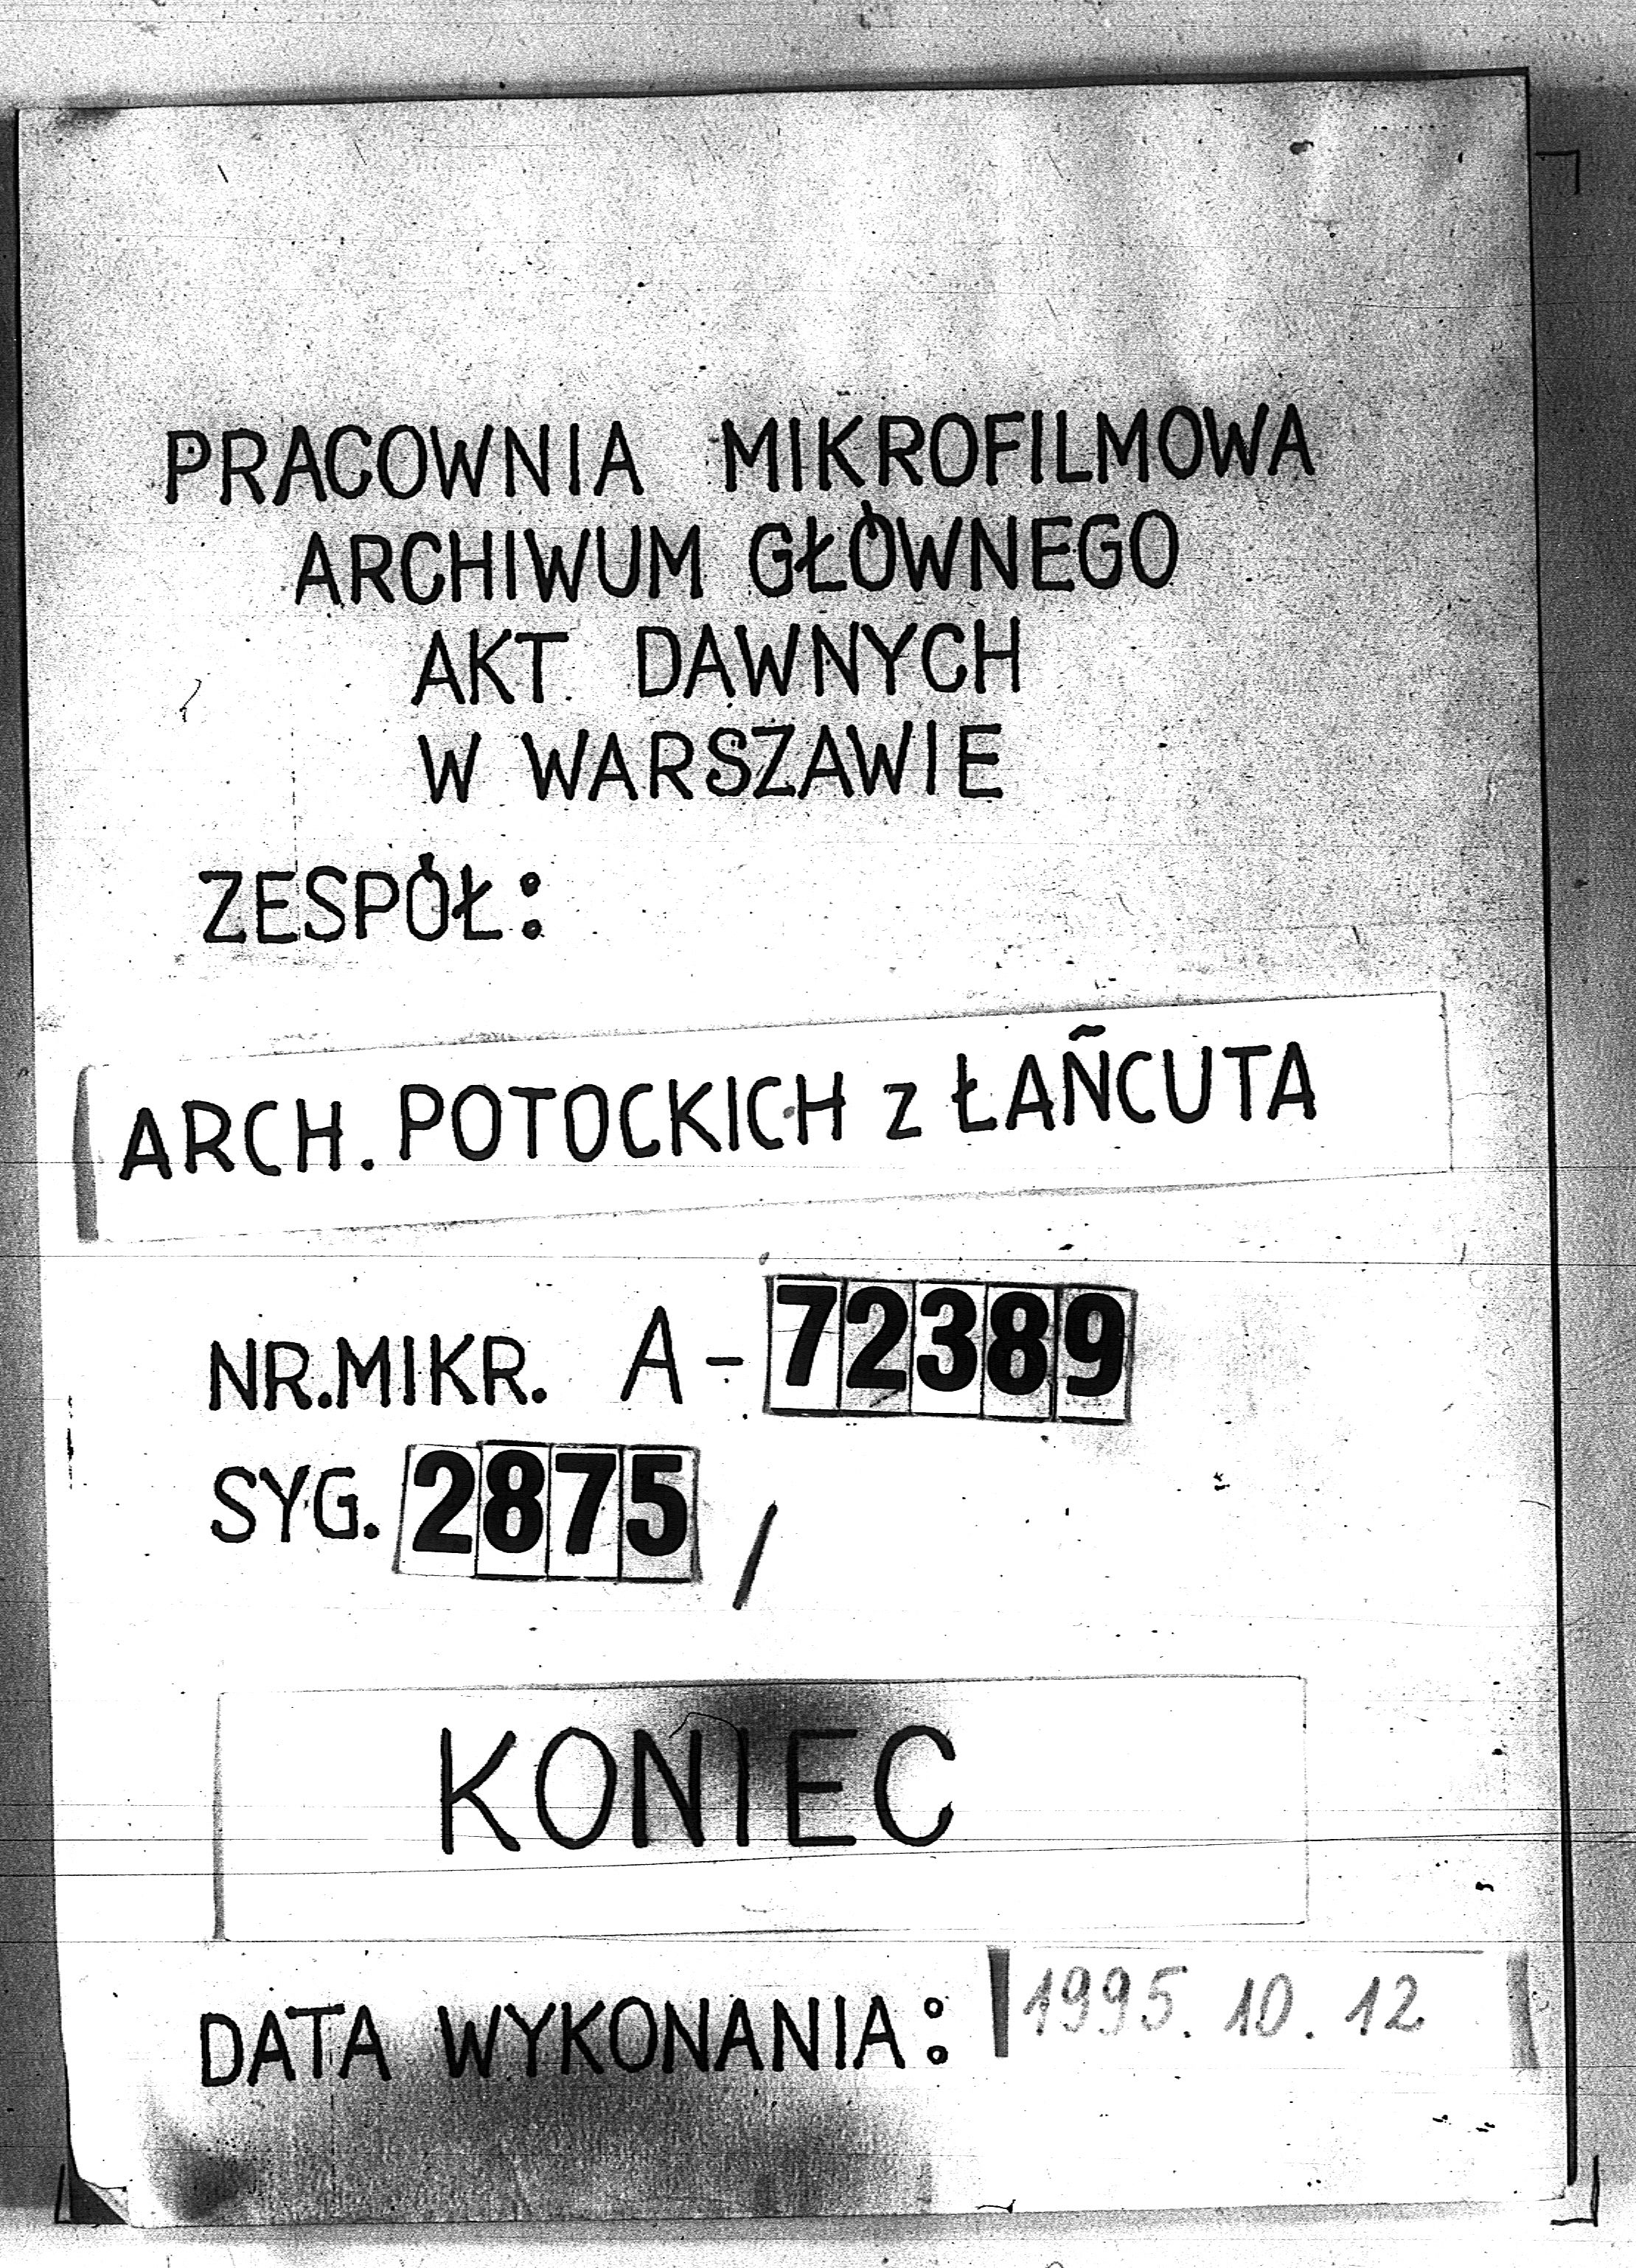 PRACOWNIA MIKROFILMOWA
ARCHIWUM GŁÓWNEGO
AKT DAWNYCH
W WARSZAWIE
ZESPÓŁ:
ARCH. POTOCKICH z ŁAŃCUTA
NR.MIKR. A-72389
SYG. 2875 /
KONIEC
DATA WYKONANIA: 1995.10.12